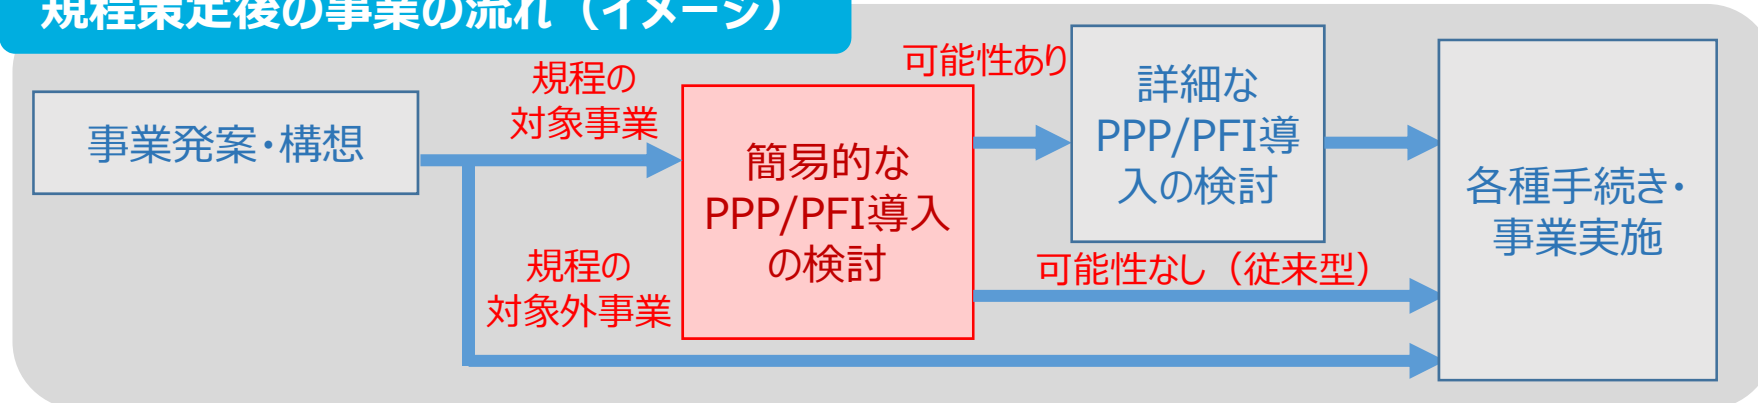 規程策定後の事業の流れ（イメージ）
事業発案・構想
規程の
対象事業
規程の
対象外事業
簡易的な
PPP/PFI導入
の検討
可能性あり
詳細な
PPP/PFI導
入の検討
可能性なし（従来型）
各種手続き・
事業実施